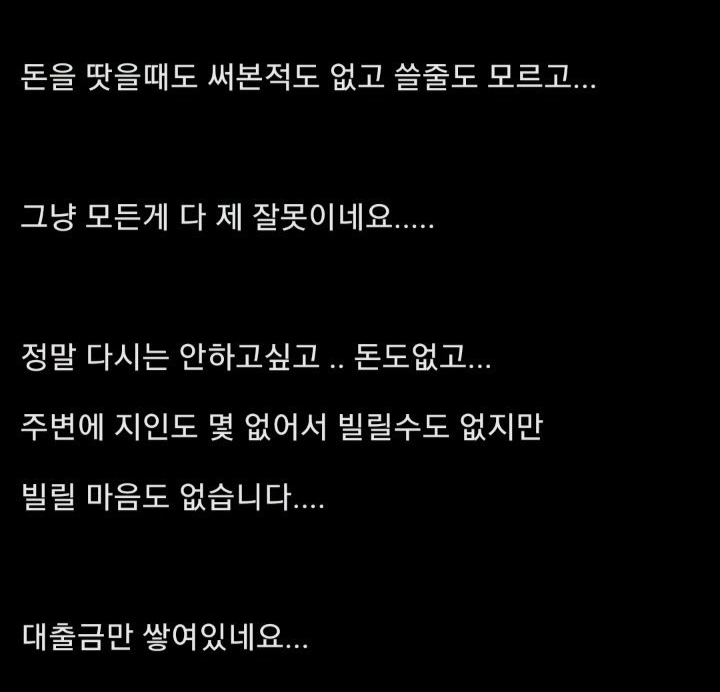 돈을 땃을때도 써본적도 없고 쓸줄도 모르고...
그냥 모든게 다 제 잘못이네요.....
정말 다시는 안하고싶고 .. 돈도없고...
주변에 지인도 몇 없어서 빌릴수도 없지만
빌릴 마음도 없습니다....
대출금만 쌓여있네요...